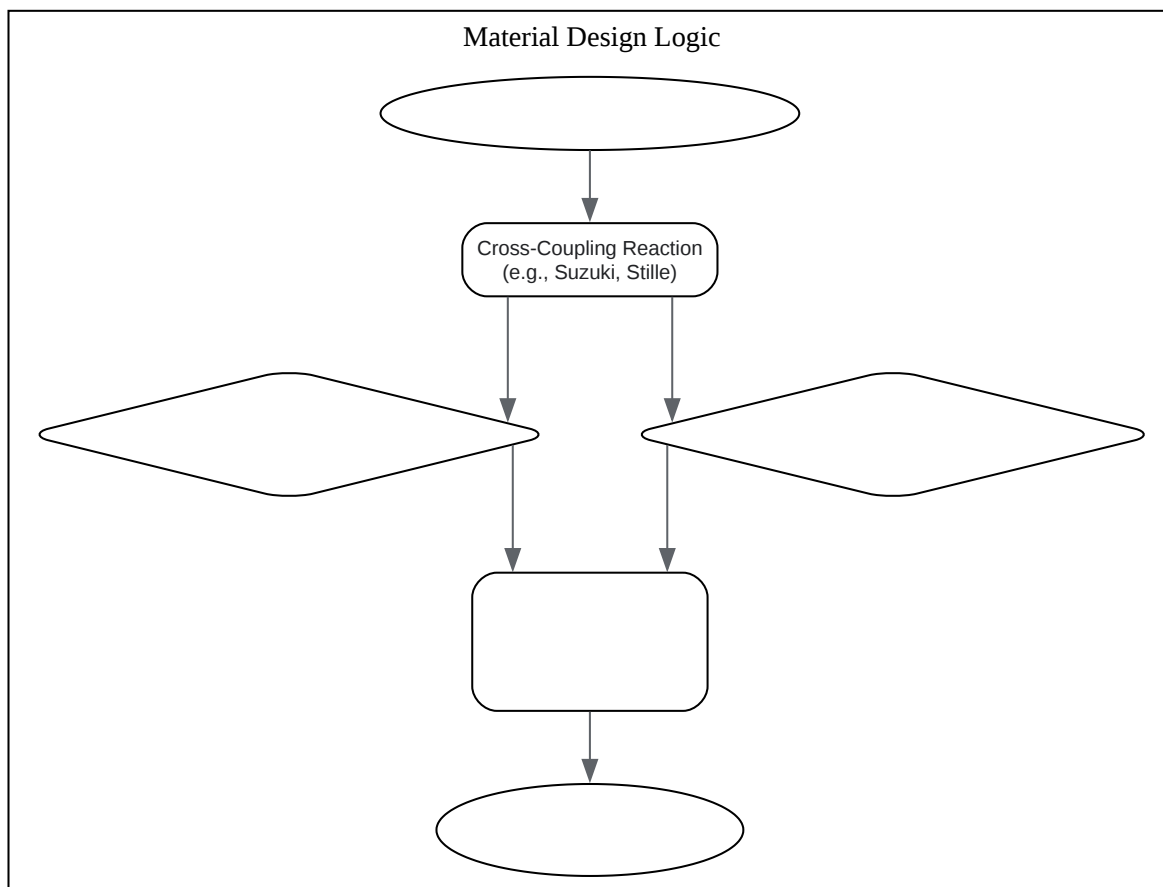 Material Design Logic
Cross-Coupling Reaction
(e.g., Suzuki, Stille)